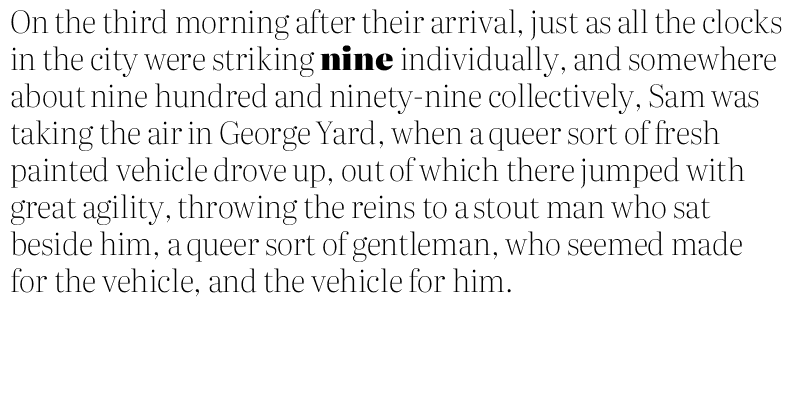 On the third morning after their arrival, just as all the clocks
in the city were striking nine individually, and somewhere
about nine hundred and ninety-nine collectively, Sam was
taking the air in George Yard, when a queer sort of fresh
painted vehicle drove up, out of which there jumped with
great agility, throwing the reins to a stout man who sat
beside him, a queer sort of gentleman, who seemed made
for the vehicle, and the vehicle for him.